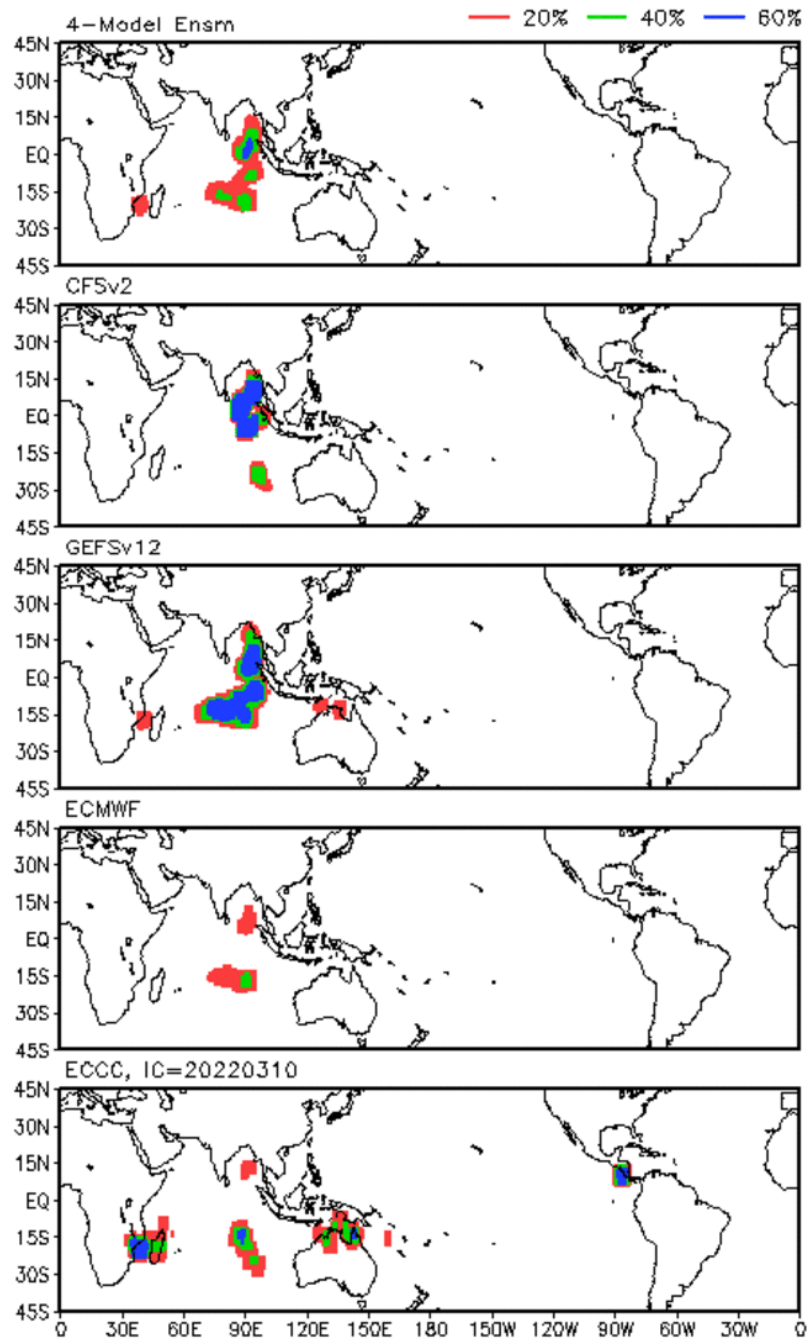 4-Model Ensm 20% 40% 60%
45N
30N
15N
EQ
15S
30S
45S
CFSv2
45N
30N
15N
EQ
15S
30S
45S
GEFSv12
45N
30N
15N
EQ
15S
30S
45S
ECMWF
45N
30N
15N
EQ
15S
30S
45S
ECCC, IC=20220310
45N
30N
15N
EQ
15S
30S
45S
0 30E 60E 90E 120E 150E 180 150W 120W 90W 60W 30W 0